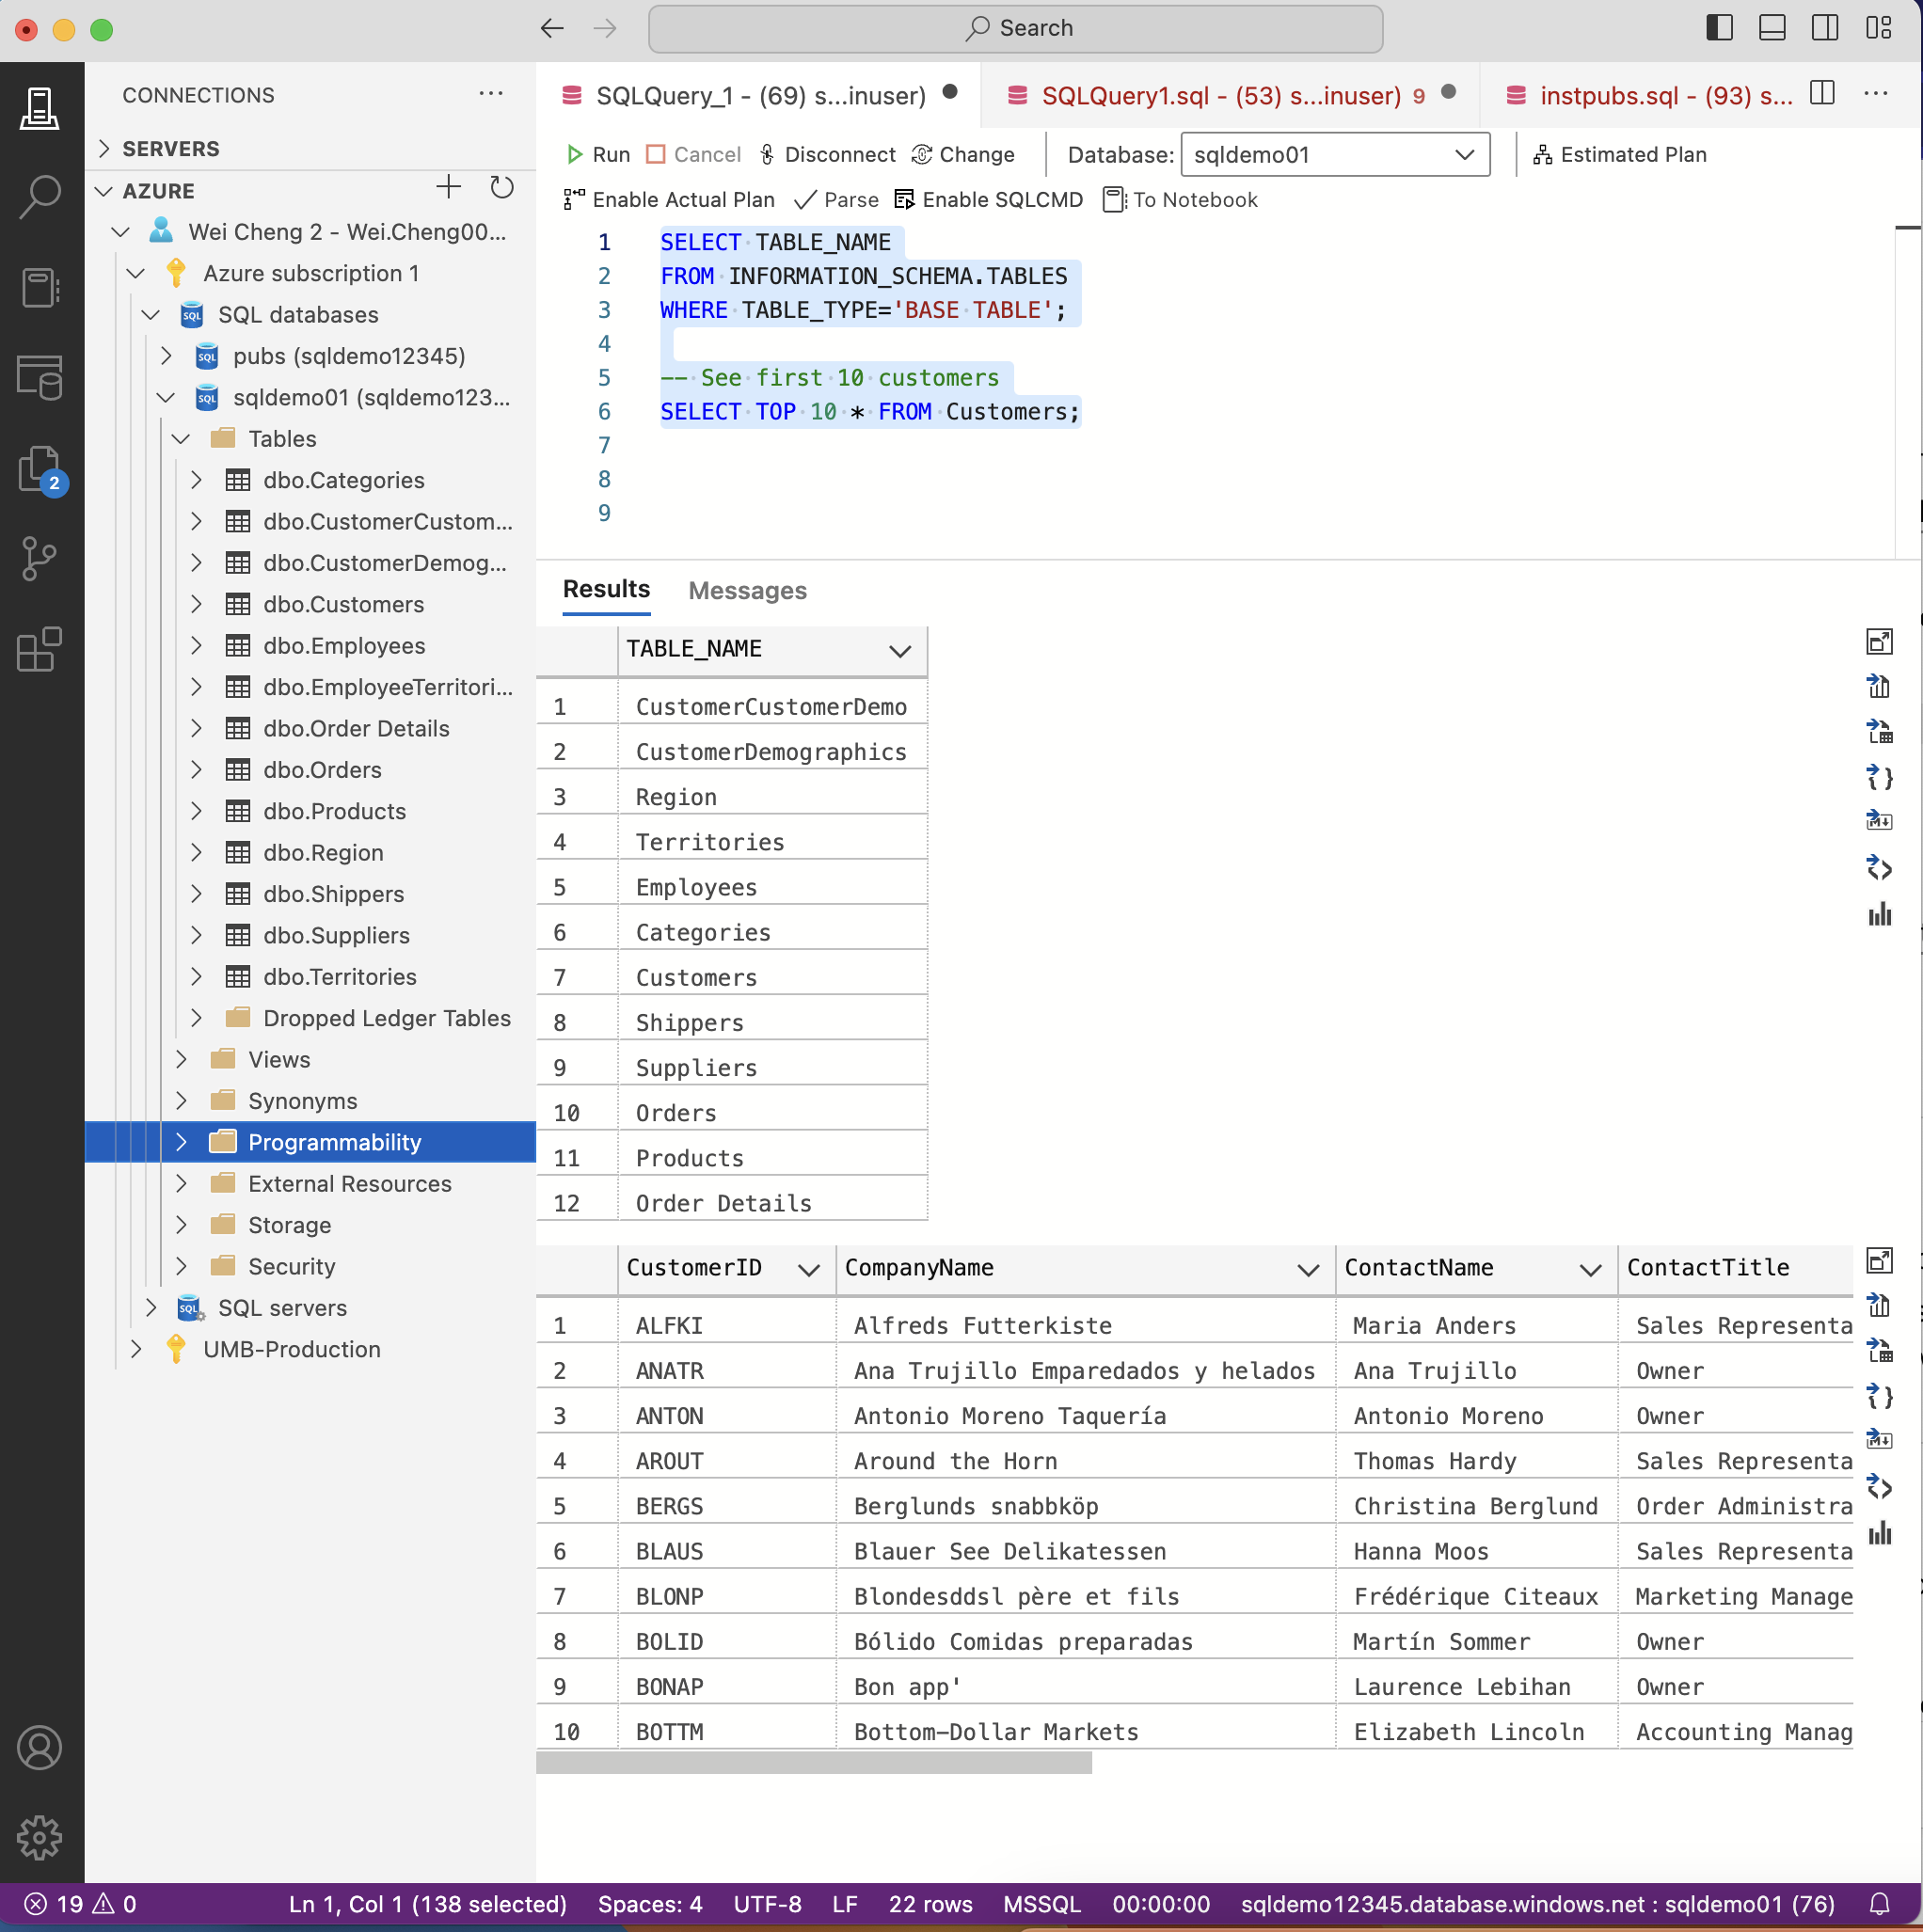 Search
CONNECTIONS
SERVERS
AZURE
Wei Cheng 2 - Wei.Cheng00...
Azure subscription 1
SQL databases
pubs (sqldemo12345)
sqldemo01 (sqldemo123...
Tables
dbo.Categories
dbo.CustomerCustom...
dbo.CustomerDemog...
dbo.Customers
dbo.Employees
dbo.EmployeeTerritori...
dbo.Order Details
dbo.Orders
dbo.Products
dbo.Region
dbo.Shippers
dbo.Suppliers
dbo.Territories
Dropped Ledger Tables
Views
Synonyms
Programmability
External Resources
Storage
Security
SQL servers
UMB-Production
2
SQLQuery_1 - (69) s...inuser) SQLQuery1.sql - (53) s...inuser) 9 instpubs.sql - (93) s...
Run Cancel Disconnect Change Database: sqldemo01 Estimated Plan
Enable Actual Plan Parse Enable SQLCMD To Notebook
1 SELECT TABLE_NAME
2 FROM INFORMATION_SCHEMA.TABLES
3 WHERE TABLE_TYPE='BASE TABLE';
4
5 -- See first 10 customers
6 SELECT TOP 10 * FROM Customers;
7
8
9
Results Messages
TABLE_NAME
1 CustomerCustomerDemo
2 CustomerDemographics
3 Region
4 Territories
5 Employees
6 Categories
7 Customers
8 Shippers
9 Suppliers
10 Orders
11 Products
12 Order Details
CustomerID CompanyName ContactName ContactTitle
1 ALFKI Alfreds Futterkiste Maria Anders Sales Representa
2 ANATR Ana Trujillo Emparedados y helados Ana Trujillo Owner
3 ANTON Antonio Moreno Taquería Antonio Moreno Owner
4 AROUT Around the Horn Thomas Hardy Sales Representa
5 BERGS Berglunds snabbköp Christina Berglund Order Administra
6 BLAUS Blauer See Delikatessen Hanna Moos Sales Representa
7 BLONP Blondesddsl père et fils Frédérique Citeaux Marketing Manage
8 BOLID Bólido Comidas preparadas Martín Sommer Owner
9 BONAP Bon app' Laurence Lebihan Owner
10 BOTTM Bottom-Dollar Markets Elizabeth Lincoln Accounting Manag
19 0 Ln 1, Col 1 (138 selected) Spaces: 4 UTF-8 LF 22 rows MSSQL 00:00:00 sqldemo12345.database.windows.net : sqldemo01 (76)